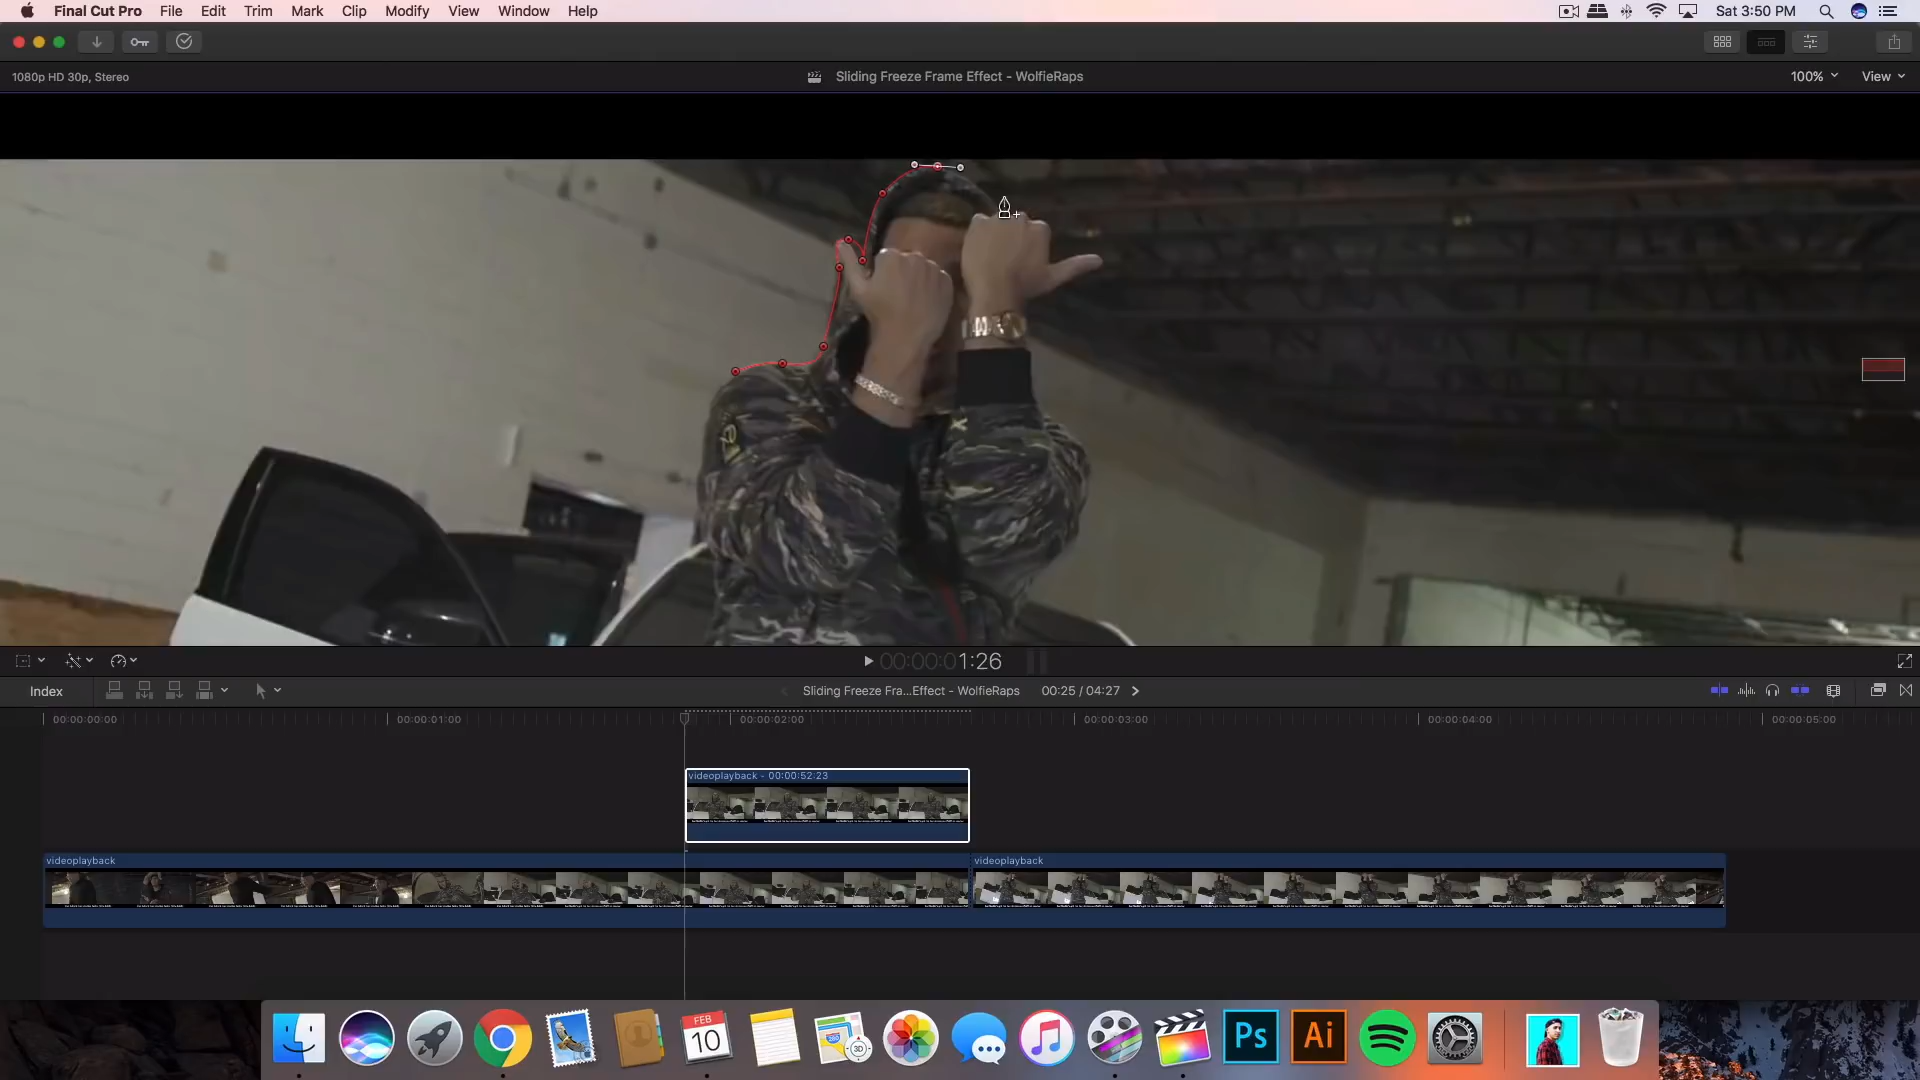 Final Cut Pro File Edit Trim Mark Clip Modify View Window Help Sat 3:50 PM
1080p HD 30p, Stereo Sliding Freeze Frame Effect - WolfieRaps 100% View
00:00:01:26
Index Sliding Freeze Fra...Effect - WolfieRaps 00:25 / 04:27
00:00:00:00 00:00:01:00 00:00:02:00 00:00:03:00 00:00:04:00 00:00:05:00
videoplayback - 00:00:52:23
videoplayback videoplayback
FEB
10
280
3D
Ps Ai